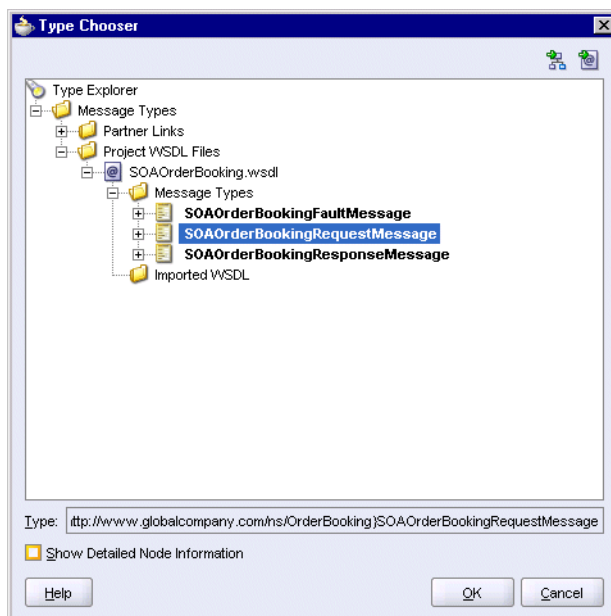 Type Chooser
Type Explorer
Message Types
Partner Links
Project WSDL Files
SOAOrderBooking.wsdl
Message Types
SOAOrderBookingFaultMessage
SOAOrderBookingRequestMessage
SOAOrderBookingResponseMessage
Imported WSDL
Type: ttp://www.globalcompany.com/ns/OrderBooking}SOAOrderBookingRequestMessage
Show Detailed Node Information
Help OK Cancel